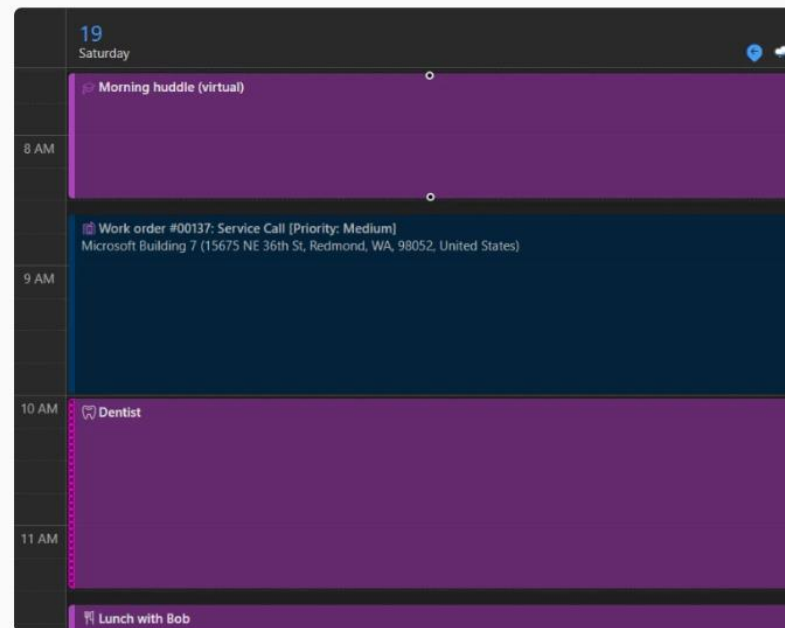 19
Saturday
Morning huddle (virtual)
8 AM
Work order #00137: Service Call [Priority: Medium]
Microsoft Building 7 (15675 NE 36th St, Redmond, WA, 98052, United States)
9 AM
10 AM
Dentist
11 AM
Lunch with Bob